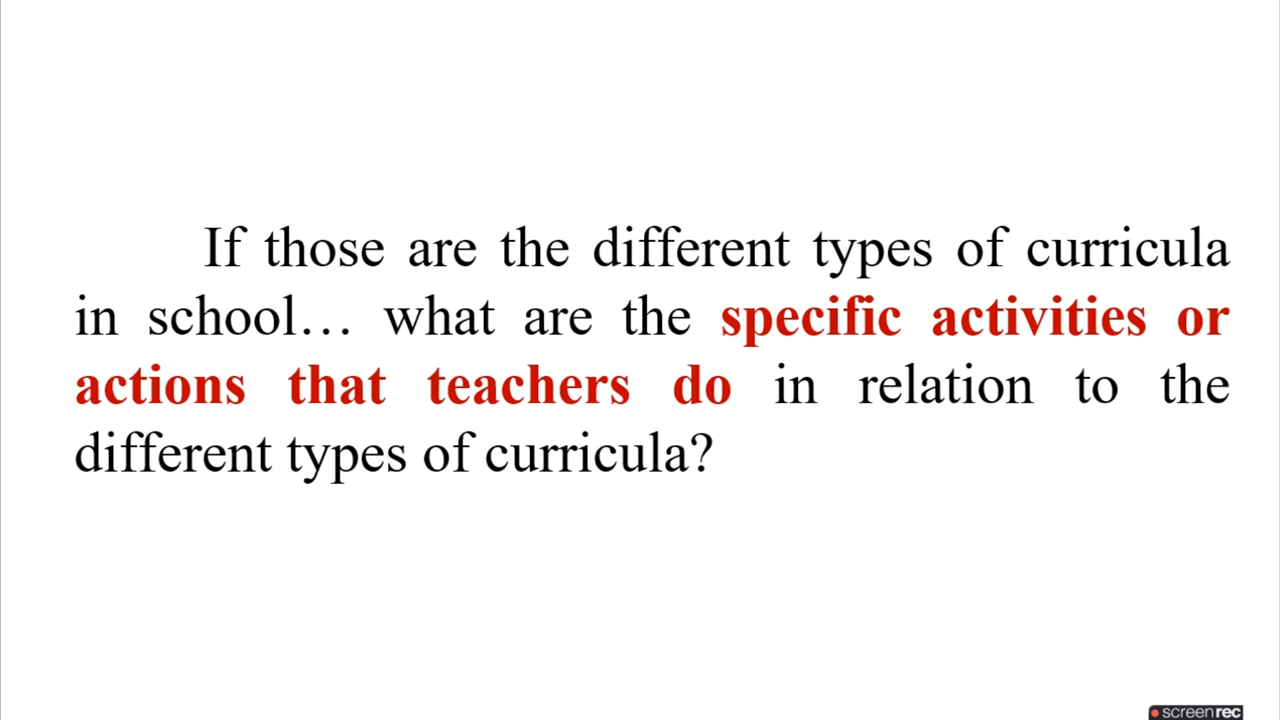 If those are the different types of curricula
in school… what are the specific activities or
actions that teachers do in relation to the
different types of curricula?
screenrec